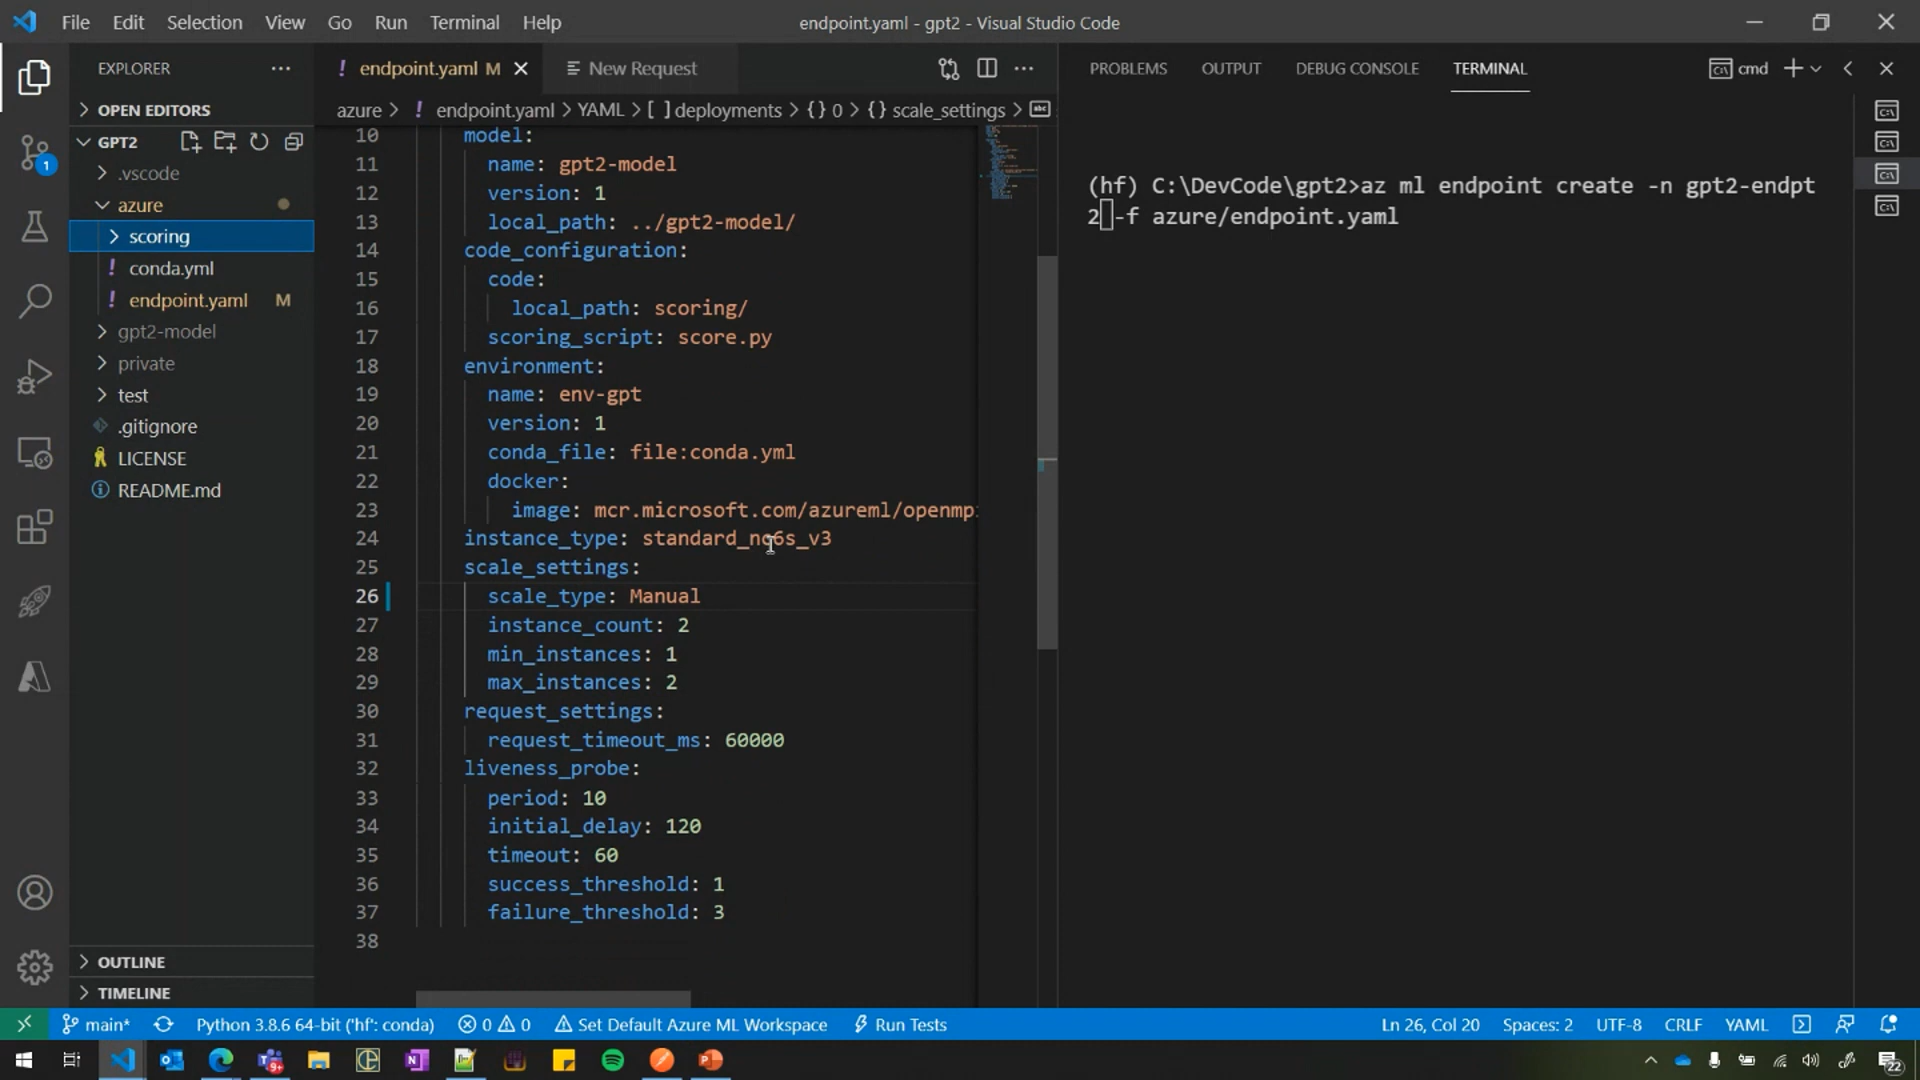 File Edit Selection View Go Run Terminal Help
endpoint.yaml - gpt2 - Visual Studio Code
EXPLORER
OPEN EDITORS
GPT2
.vscode
azure
scoring
! conda.yml
! endpoint.yaml M
gpt2-model
private
test
.gitignore
LICENSE
README.md
OUTLINE
TIMELINE
1
! endpoint.yaml M
New Request
azure > ! endpoint.yaml > YAML > [ ] deployments > {} 0 > {} scale_settings >
10 model:
11 name: gpt2-model
12 version: 1
13 local_path: ../gpt2-model/
14 code_configuration:
15 code:
16 local_path: scoring/
17 scoring_script: score.py
18 environment:
19 name: env-gpt
20 version: 1
21 conda_file: file:conda.yml
22 docker:
23 image: mcr.microsoft.com/azureml/openmp
24 instance_type: standard_nc6s_v3
25 scale_settings:
26 scale_type: Manual
27 instance_count: 2
28 min_instances: 1
29 max_instances: 2
30 request_settings:
31 request_timeout_ms: 60000
32 liveness_probe:
33 period: 10
34 initial_delay: 120
35 timeout: 60
36 success_threshold: 1
37 failure_threshold: 3
38
PROBLEMS OUTPUT DEBUG CONSOLE TERMINAL
cmd
(hf) C:\DevCode\gpt2>az ml endpoint create -n gpt2-endpt
2 -f azure/endpoint.yaml
main* Python 3.8.6 64-bit ('hf': conda) 0 0 Set Default Azure ML Workspace Run Tests
Ln 26, Col 20 Spaces: 2 UTF-8 CRLF YAML
9+
22